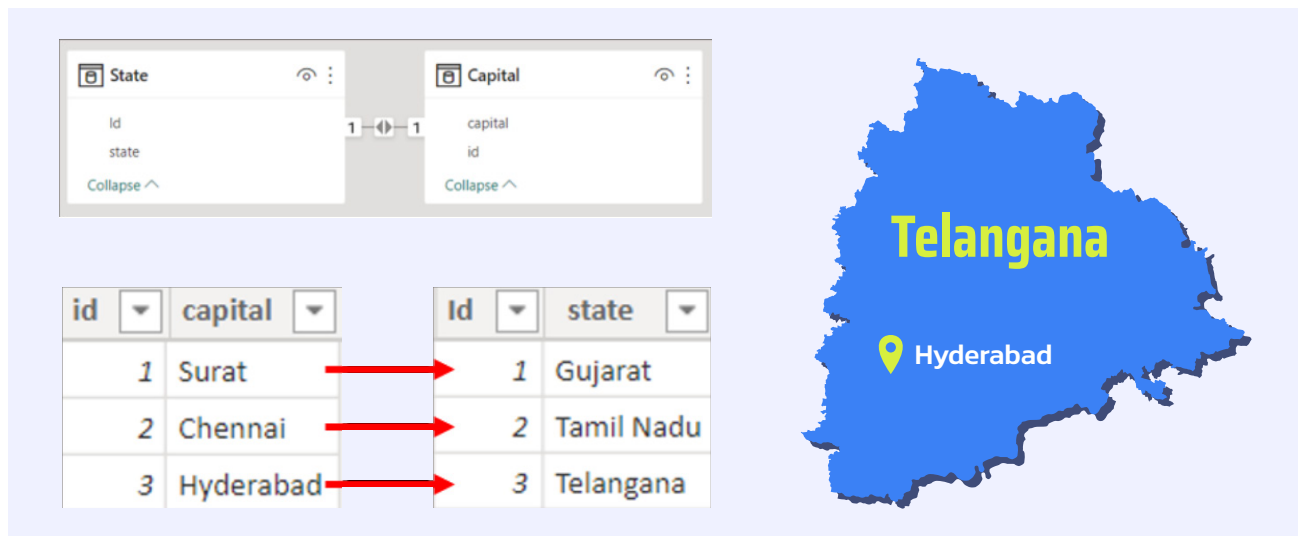 State
Id
state
Collapse
1
1
Capital
capital
id
Collapse
id capital
1 Surat
2 Chennai
3 Hyderabad
Id state
1 Gujarat
2 Tamil Nadu
3 Telangana
Telangana
Hyderabad